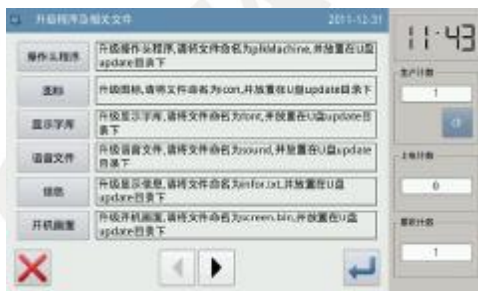 升级程序及相关文件 2011-12-31
11:43
操作头程序 升级操作头程序,请将文件命名为plkMachine,并放置在U盘
update目录下
图标 升级图标,请将文件命名为icon,并放置在U盘update目录下
显示字库 升级显示字库,请将文件命名为font,并放置在U盘update目
录下
语音文件 升级语音文件,请将文件命名为sound,并放置在U盘update
目录下
信息 升级显示信息,请将文件命名为infor.txt,并放置在U盘
update目录下
开机画面 升级开机画面,请将文件命名为screen.bin,并放置在U盘
update目录下
生产计数
1
上电计数
0
累积计数
1